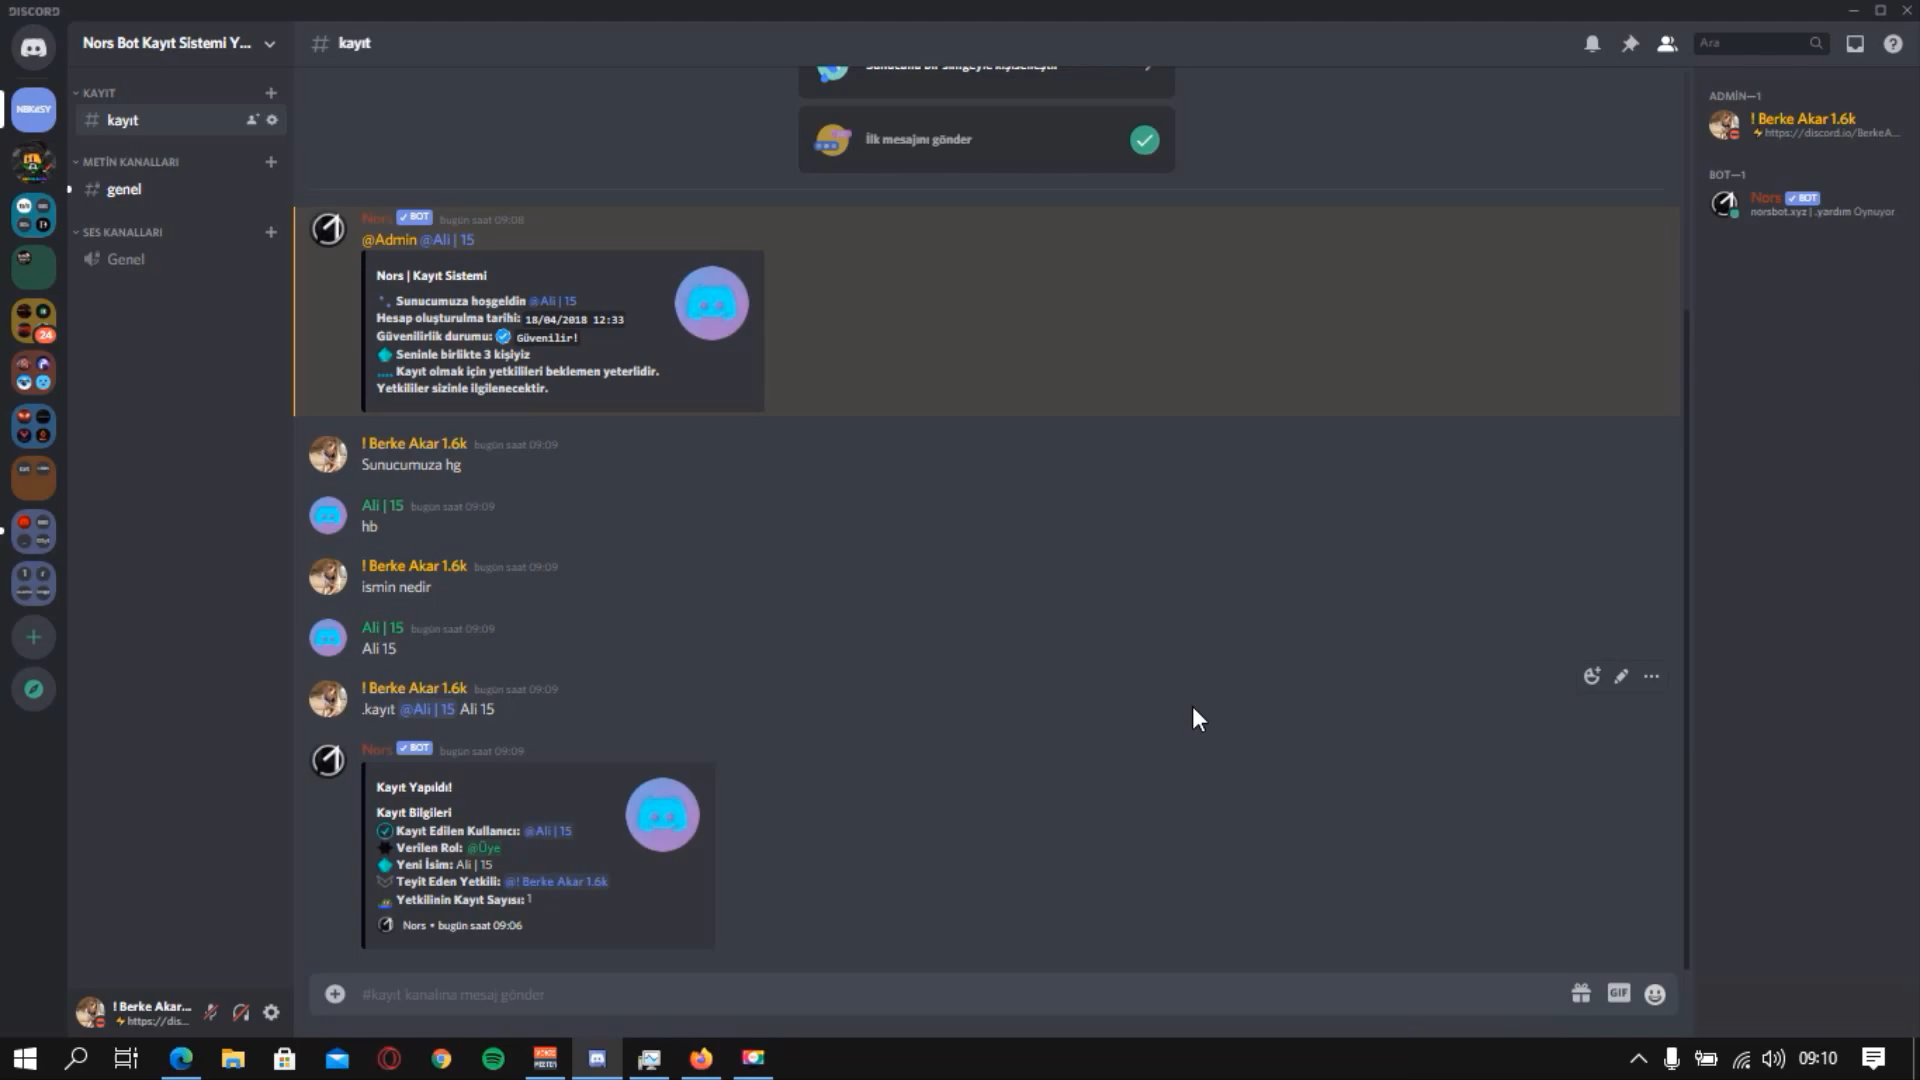 DISCORD
Nors Bot Kayıt Sistemi Y...
# kayıt
Ara
KAYIT
kayıt
METİN KANALLARI
genel
SES KANALLARI
Genel
NBKdSY
24
İlk mesajını gönder
Nors BOT bugün saat 09:08
@Admin @Ali | 15
Nors | Kayıt Sistemi
Sunucumuza hoşgeldin @Ali | 15
Hesap oluşturulma tarihi: 18/04/2018 12:33
Güvenilirlik durumu: Güvenilir!
Seninle birlikte 3 kişiyiz
Kayıt olmak için yetkilileri beklemen yeterlidir.
Yetkililer sizinle ilgilenecektir.
! Berke Akar 1.6k bugün saat 09:09
Sunucumuza hg
Ali | 15 bugün saat 09:09
hb
! Berke Akar 1.6k bugün saat 09:09
ismin nedir
Ali | 15 bugün saat 09:09
Ali 15
! Berke Akar 1.6k bugün saat 09:09
.kayıt @Ali | 15 Ali 15
Nors BOT bugün saat 09:09
Kayıt Yapıldı!
Kayıt Bilgileri
Kayıt Edilen Kullanıcı: @Ali | 15
Verilen Rol: @Üye
Yeni İsim: Ali | 15
Teyit Eden Yetkili: @! Berke Akar 1.6k
Yetkilinin Kayıt Sayısı: 1
Nors • bugün saat 09:06
#kayıt kanalına mesaj gönder
GIF
ADMİN—1
! Berke Akar 1.6k
https://discord.io/BerkeA...
BOT—1
Nors BOT
norsbot.xyz | .yardım Oynuyor
! Berke Akar...
https://dis...
09:10